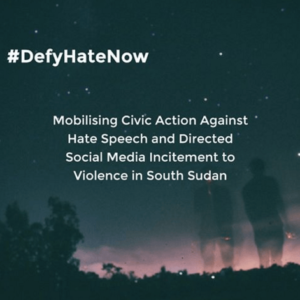 #DefyHateNow
Mobilising Civic Action Against
Hate Speech and Directed
Social Media Incitement to
Violence in South Sudan